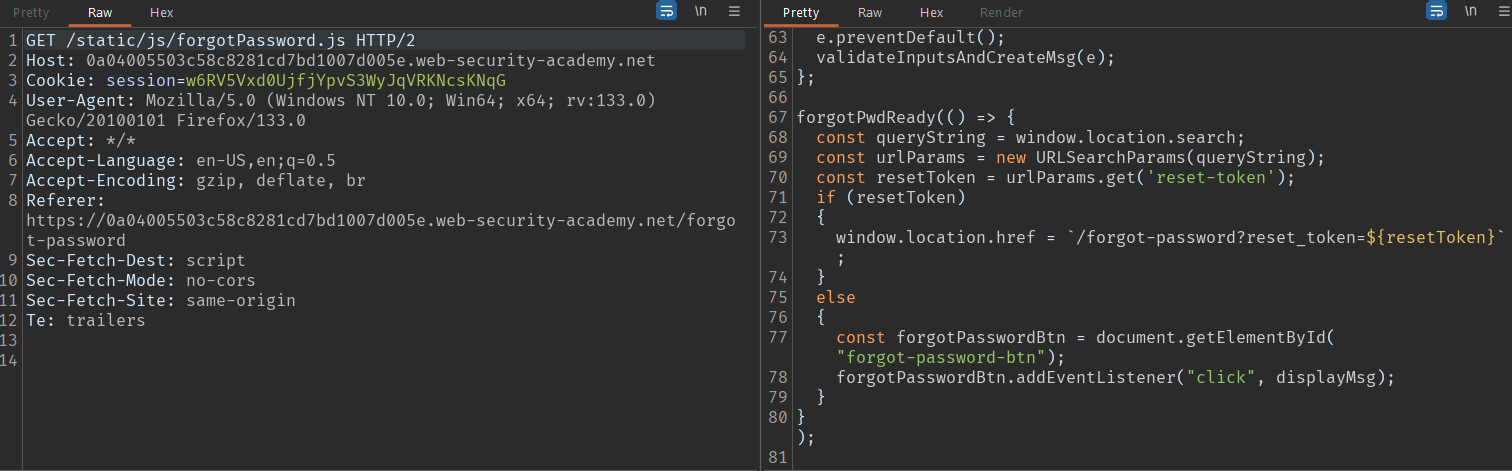 Pretty Raw Hex \n
1 GET /static/js/forgotPassword.js HTTP/2
2 Host: 0a04005503c58c8281cd7bd1007d005e.web-security-academy.net
3 Cookie: session=w6RV5Vxd0UjfjYpvS3WyJqVRKNcsKNqG
4 User-Agent: Mozilla/5.0 (Windows NT 10.0; Win64; x64; rv:133.0)
Gecko/20100101 Firefox/133.0
5 Accept: */*
6 Accept-Language: en-US,en;q=0.5
7 Accept-Encoding: gzip, deflate, br
8 Referer:
https://0a04005503c58c8281cd7bd1007d005e.web-security-academy.net/forgo
t-password
9 Sec-Fetch-Dest: script
10 Sec-Fetch-Mode: no-cors
11 Sec-Fetch-Site: same-origin
12 Te: trailers
13
14
Pretty Raw Hex Render \n
63 e.preventDefault();
64 validateInputsAndCreateMsg(e);
65 };
66
67 forgotPwdReady(() => {
68 const queryString = window.location.search;
69 const urlParams = new URLSearchParams(queryString);
70 const resetToken = urlParams.get('reset-token');
71 if (resetToken)
72 {
73 window.location.href = `/forgot-password?reset_token=${resetToken}`
;
74 }
75 else
76 {
77 const forgotPasswordBtn = document.getElementById(
"forgot-password-btn");
78 forgotPasswordBtn.addEventListener("click", displayMsg);
79 }
80 }
);
81